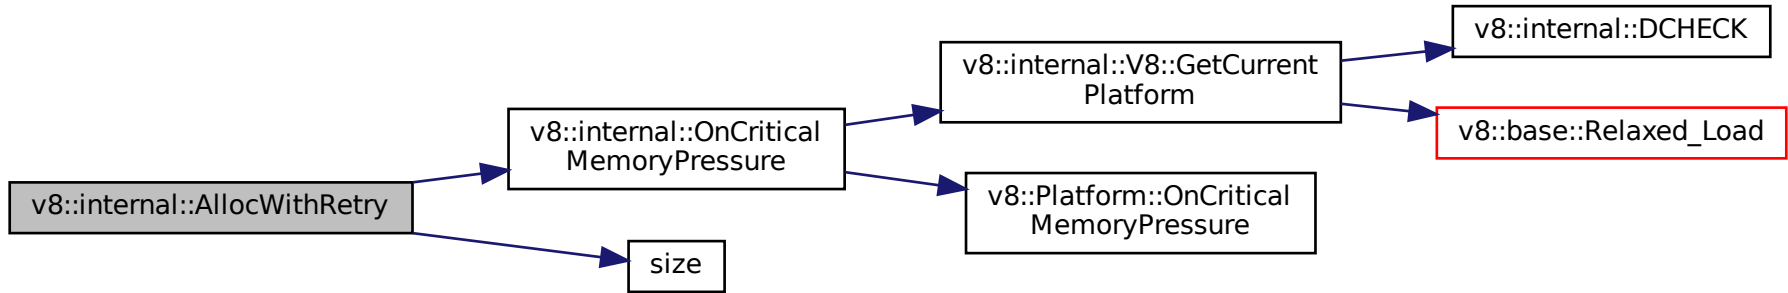 v8::internal::AllocWithRetry
v8::internal::OnCritical
MemoryPressure
size
v8::internal::V8::GetCurrent
Platform
v8::Platform::OnCritical
MemoryPressure
v8::internal::DCHECK
v8::base::Relaxed_Load